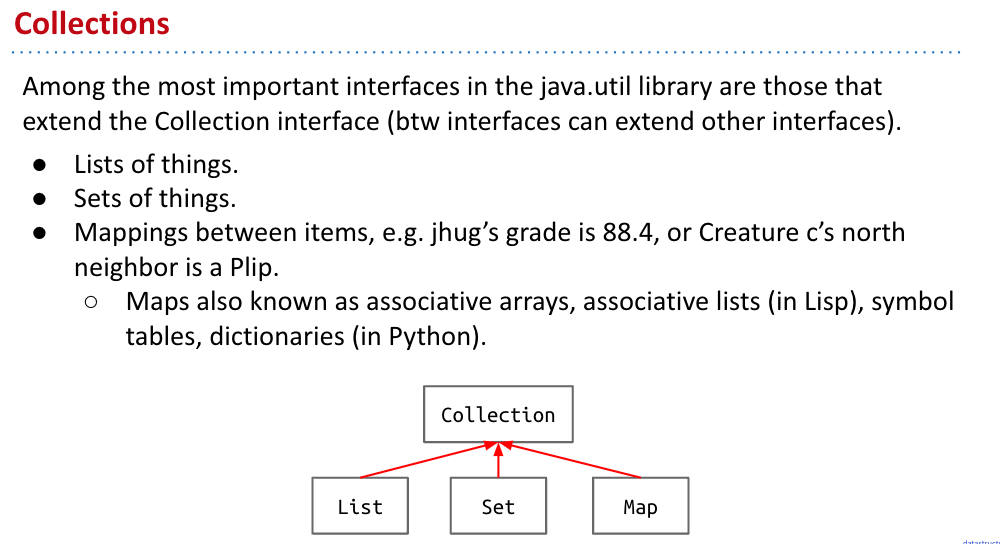 Collections
Among the most important interfaces in the java.util library are those that
extend the Collection interface (btw interfaces can extend other interfaces).
● Lists of things.
● Sets of things.
● Mappings between items, e.g. jhug’s grade is 88.4, or Creature c’s north
neighbor is a Plip.
○ Maps also known as associative arrays, associative lists (in Lisp), symbol
tables, dictionaries (in Python).
Collection
List Set Map